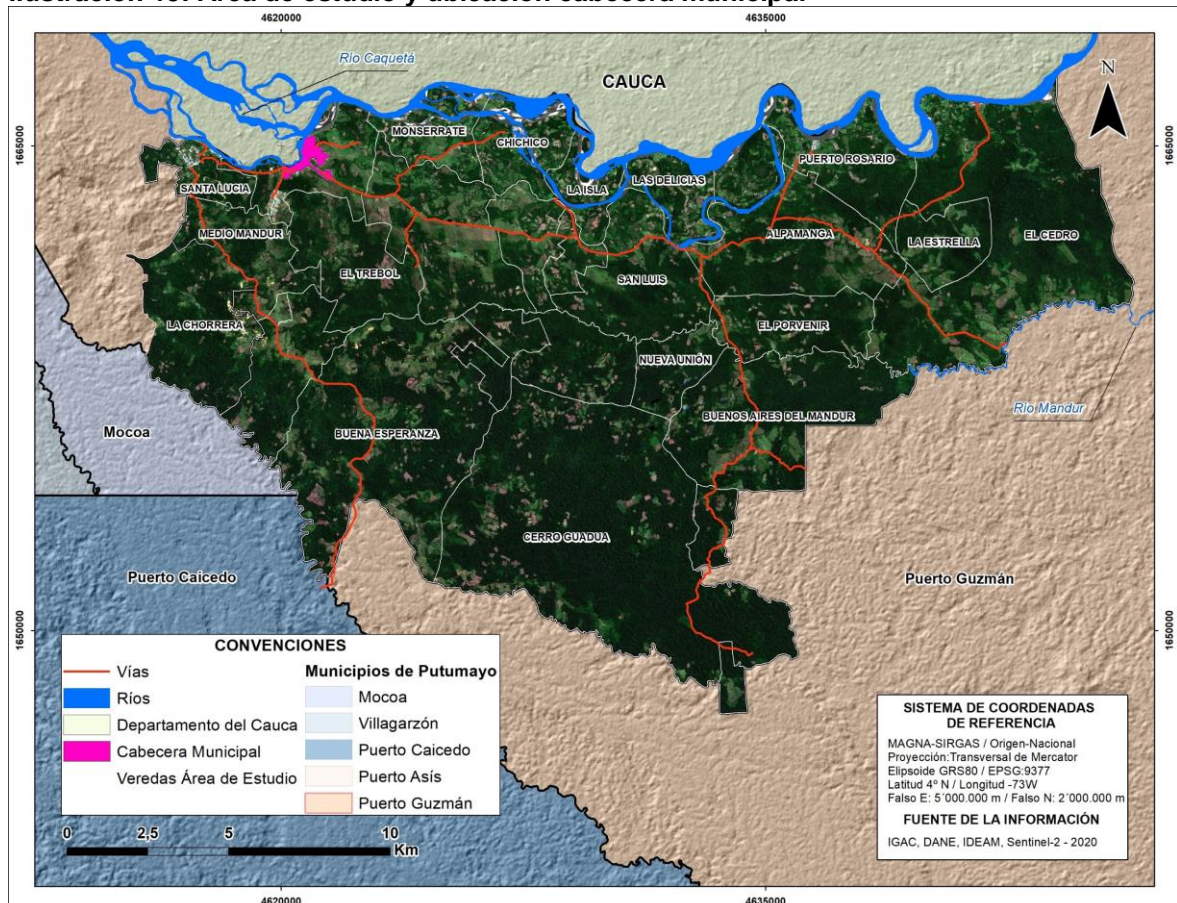 Ilustración 10. Área de estudio y ubicación cabecera municipal
4620000
4635000
Río Caquetá
CAUCA
N
1665000
1665000
MONSERRATE
CHICHICO
PUERTO ROSARIO
SANTA LUCIA
LA ISLA
LAS DELICIAS
MEDIO MANDUR
ALPAMANGA
LA ESTRELLA
EL CEDRO
EL TREBOL
SAN LUIS
LA CHORRERA
EL PORVENIR
NUEVA UNIÓN
Río Mandur
BUENOS AIRES DEL MANDUR
Mocoa
BUENA ESPERANZA
CERRO GUADUA
Puerto Caicedo
Puerto Guzmán
1650000
1650000
CONVENCIONES
Vías
Ríos
Departamento del Cauca
Cabecera Municipal
Veredas Área de Estudio
Municipios de Putumayo
Mocoa
Villagarzón
Puerto Caicedo
Puerto Asís
Puerto Guzmán
0 2,5 5 10
Km
SISTEMA DE COORDENADAS
DE REFERENCIA
MAGNA-SIRGAS / Origen-Nacional
Proyección:Transversal de Mercator
Elipsoide GRS80 / EPSG:9377
Latitud 4º N / Longitud -73W
Falso E: 5´000.000 m / Falso N: 2´000.000 m
FUENTE DE LA INFORMACIÓN
IGAC, DANE, IDEAM, Sentinel-2 - 2020
4620000
4635000